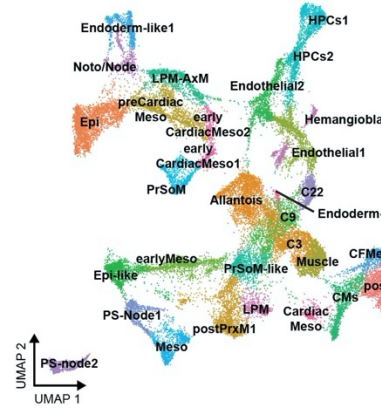 Endoderm-like1
HPCs1
HPCs2
Noto/Node
LPM-AxM
Endothelial2
preCardiac
Meso
early
CardiacMeso2
Epi
early
CardiacMeso1
Endothelial1
PrSoM
Allantois
C22
C9
C3
Muscle
earlyMeso
Epi-like
PrSoM-like
PS-Node1
LPM
Cardiac
Meso
CMs
Meso
postPrxM1
PS-node2
UMAP 2
UMAP 1